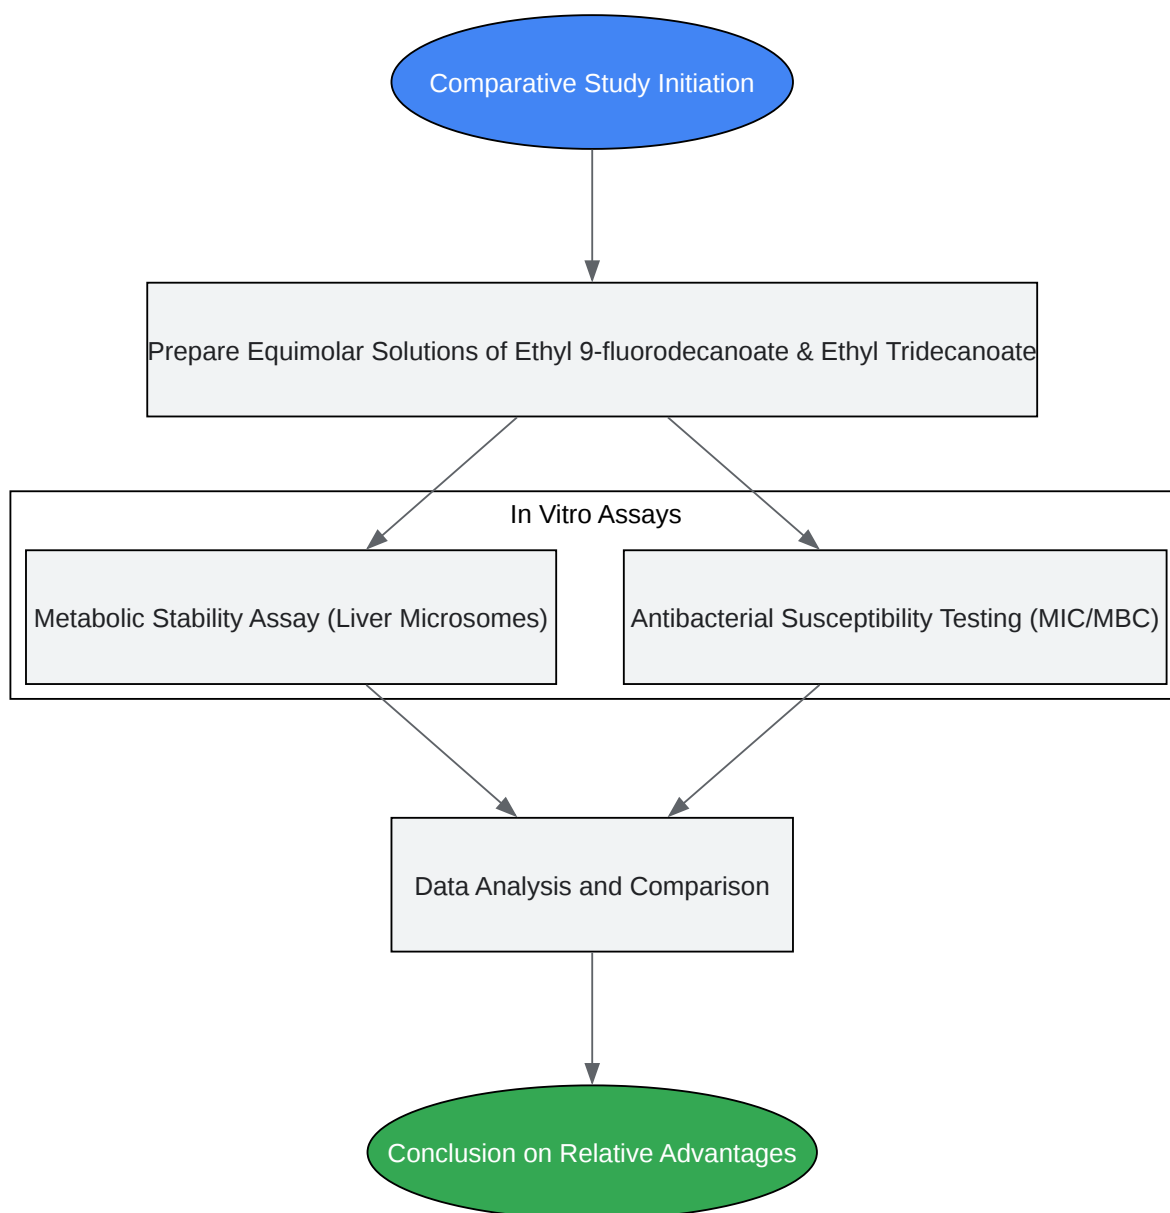 Comparative Study Initiation
Prepare Equimolar Solutions of Ethyl 9-fluorodecanoate & Ethyl Tridecanoate
In Vitro Assays
Metabolic Stability Assay (Liver Microsomes)
Antibacterial Susceptibility Testing (MIC/MBC)
Data Analysis and Comparison
Conclusion on Relative Advantages